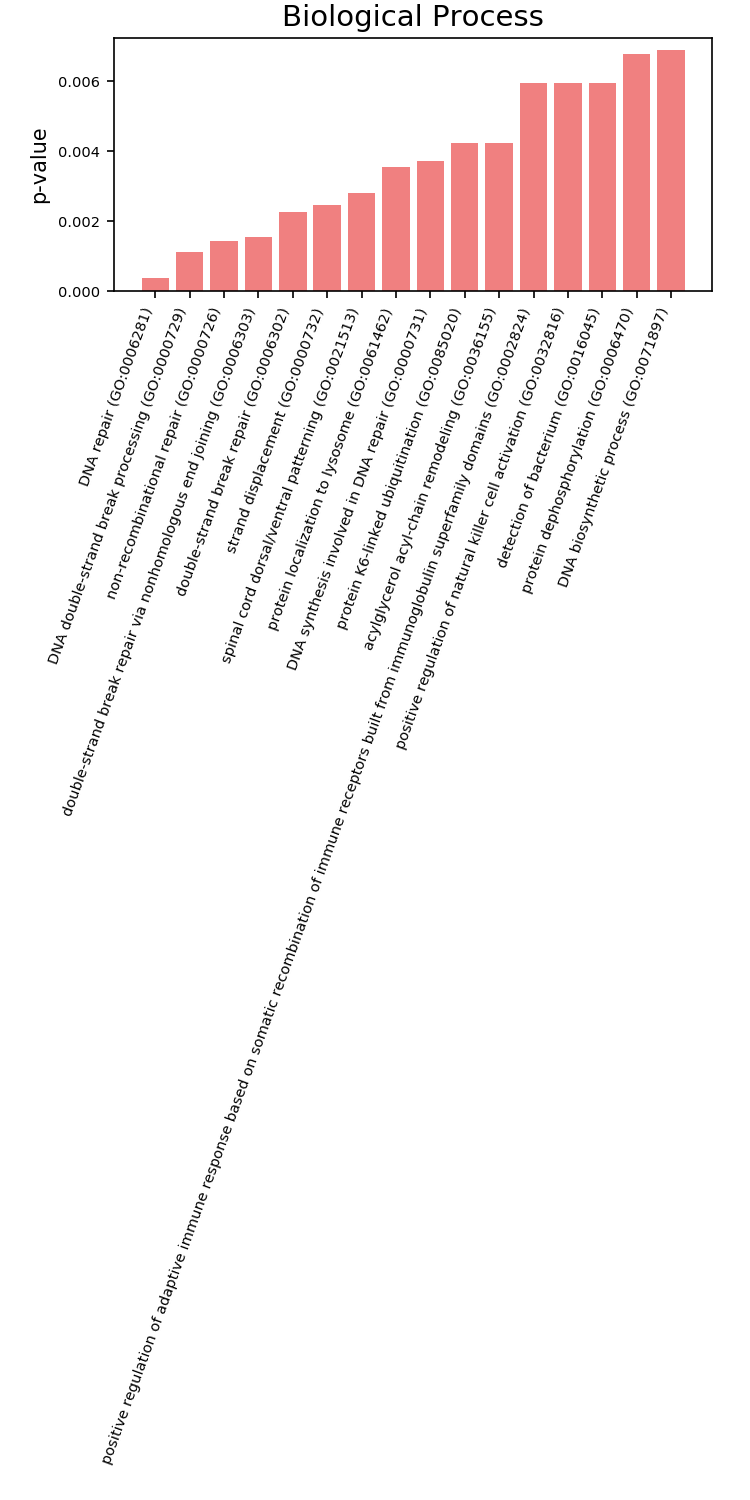 Biological Process
p-value
0.006
0.004
0.002
0.000
DNA repair (GO:0006281)
DNA double-strand break processing (GO:0000729)
non-recombinational repair (GO:0000726)
double-strand break repair via nonhomologous end joining (GO:0006303)
double-strand break repair (GO:0006302)
strand displacement (GO:0000732)
spinal cord dorsal/ventral patterning (GO:0021513)
protein localization to lysosome (GO:0061462)
DNA synthesis involved in DNA repair (GO:0000731)
protein K6-linked ubiquitination (GO:0085020)
acylglycerol acyl-chain remodeling (GO:0036155)
positive regulation of adaptive immune response based on somatic recombination of immune receptors built from immunoglobulin superfamily domains (GO:0002824)
positive regulation of natural killer cell activation (GO:0032816)
detection of bacterium (GO:0016045)
protein dephosphorylation (GO:0006470)
DNA biosynthetic process (GO:0071897)